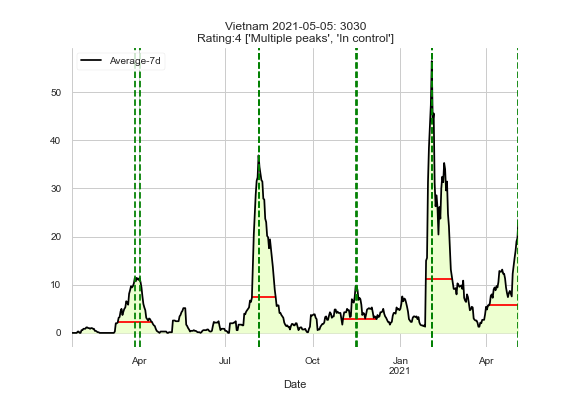 Vietnam 2021-05-05: 3030
Rating:4 ['Multiple peaks', 'In control']
Average-7d
50
40
30
20
10
0
Apr Jul Oct Jan Apr
2021
Date